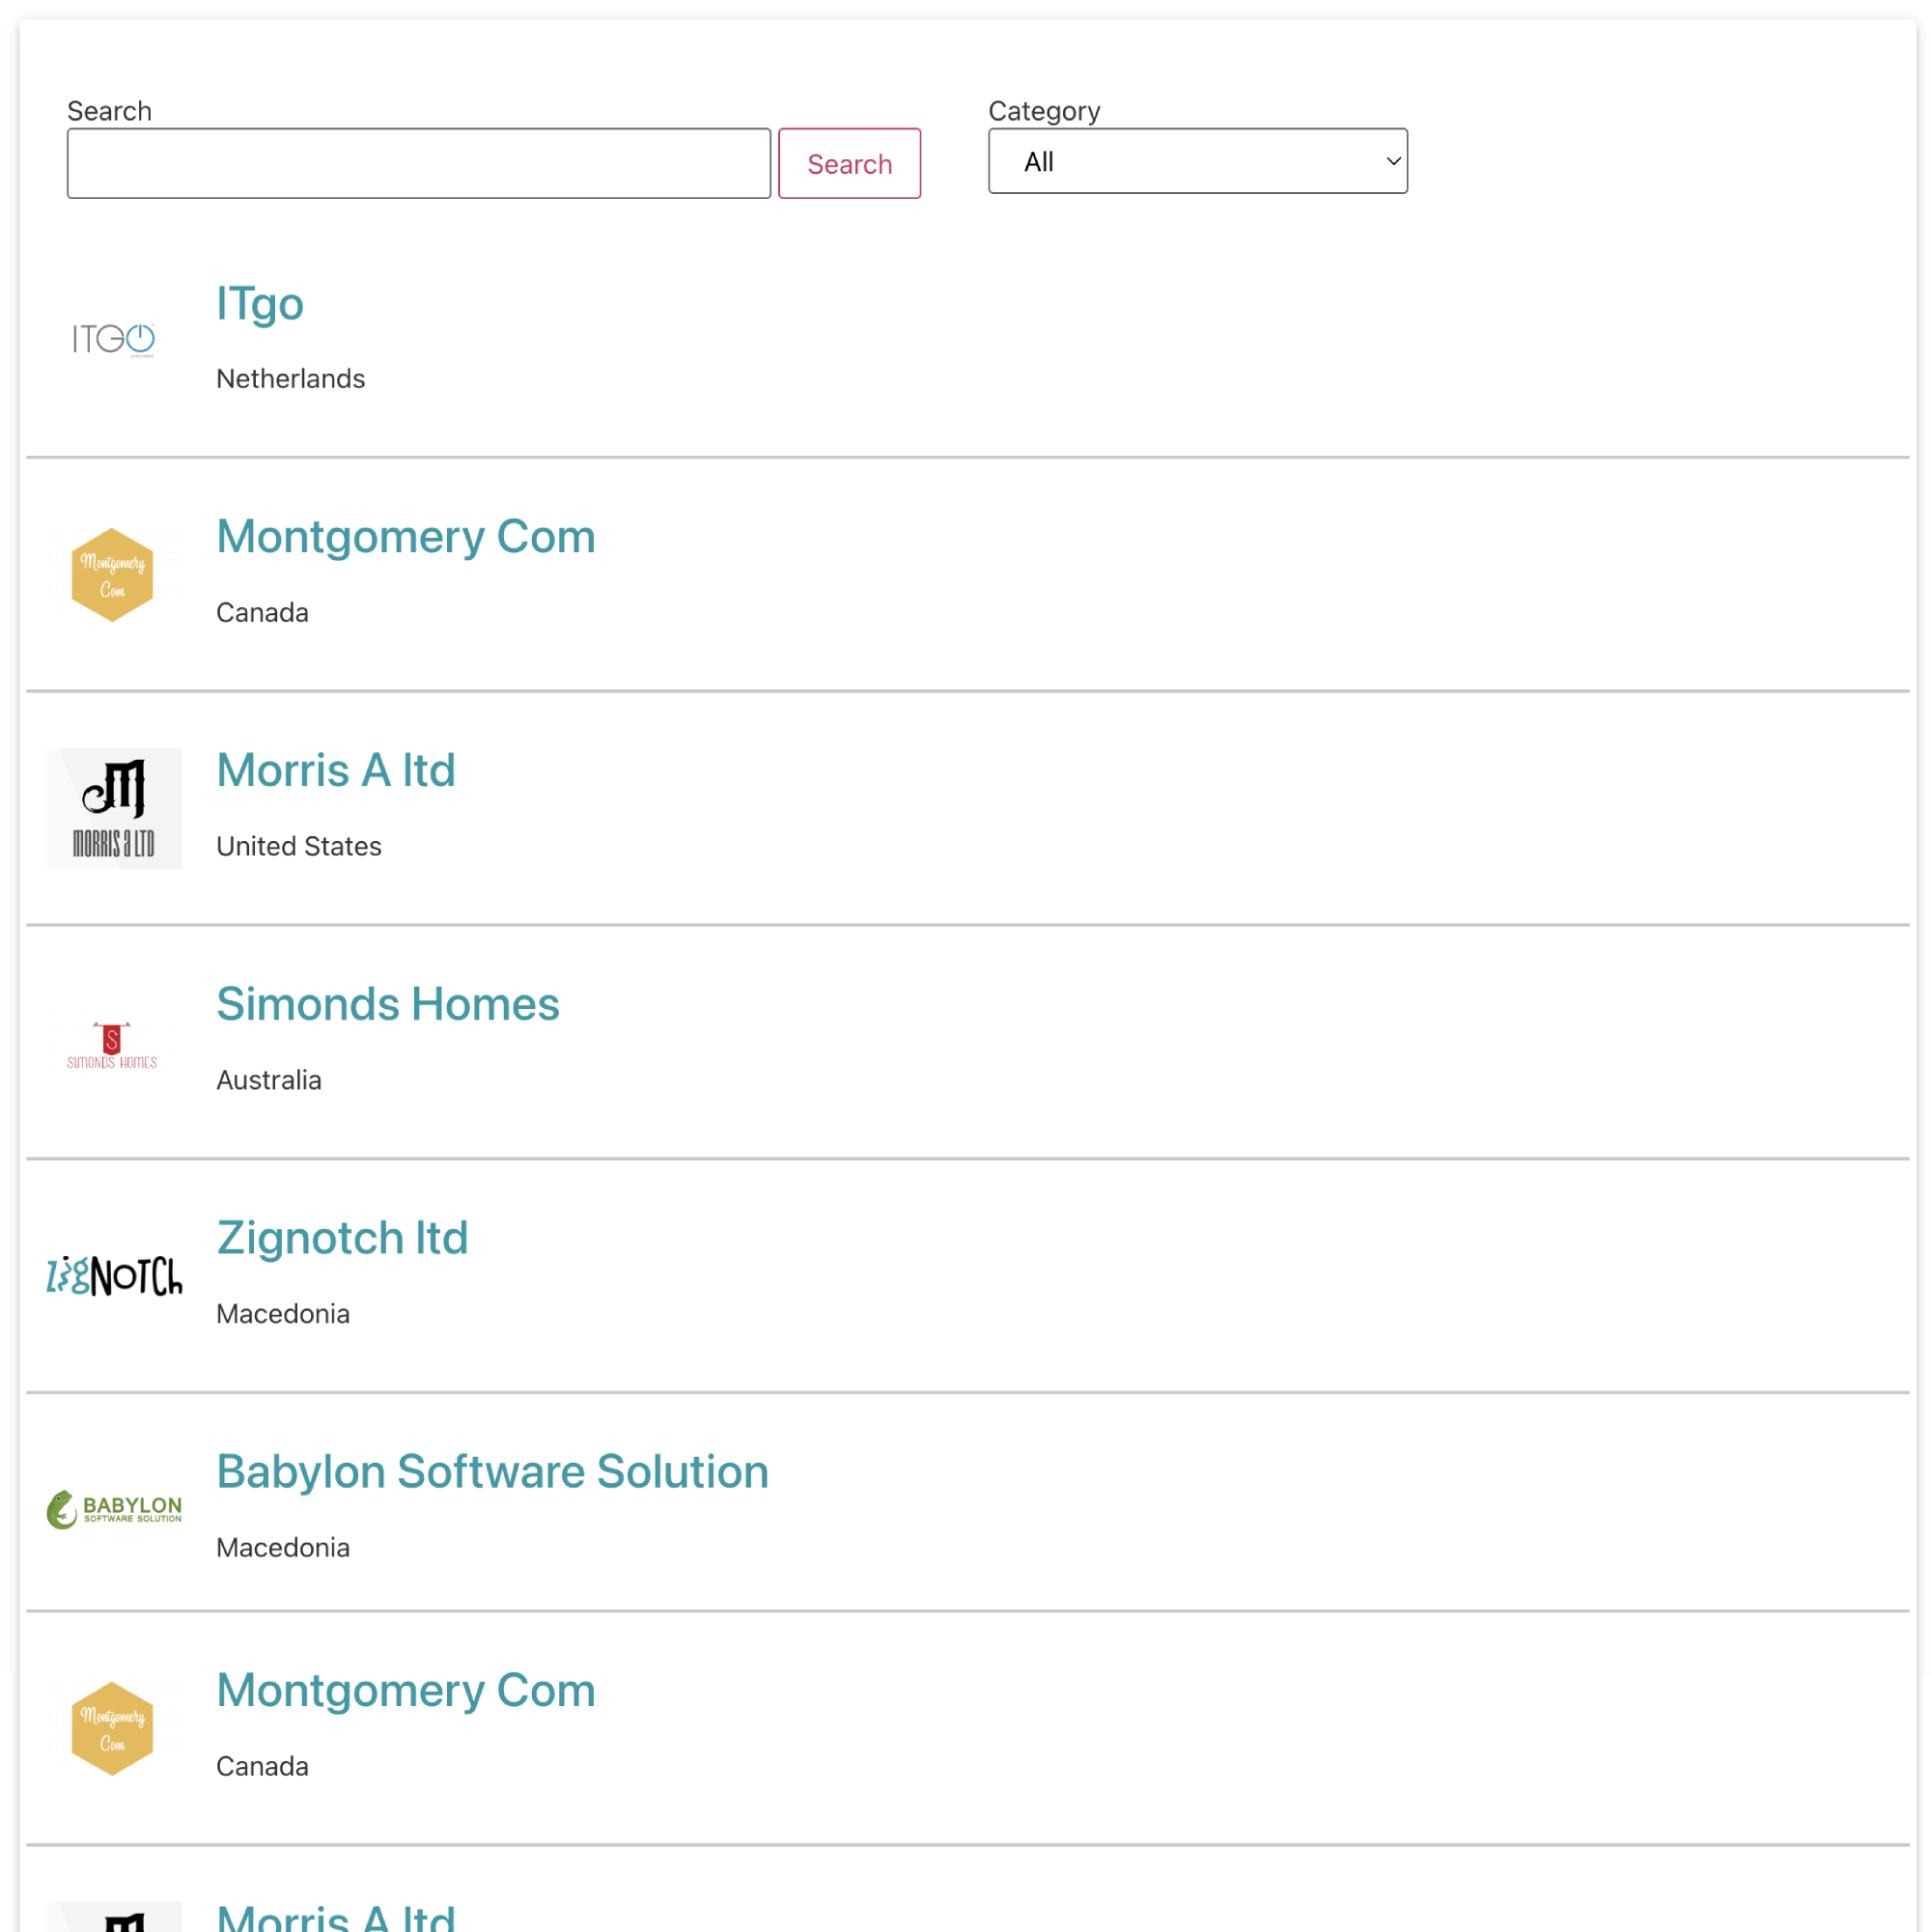 Search
Category
Search
All
ITgo
ITGO
Netherlands
Montgomery Com
Montgomery
Com
Canada
Morris A ltd
M
MORRIS a LTD
United States
Simonds Homes
S
SIMONDS HOMES
Australia
Zignotch ltd
zigNoTCh
Macedonia
Babylon Software Solution
BABYLON
SOFTWARE SOLUTION
Macedonia
Montgomery Com
Montgomery
Com
Canada
Morris A ltd